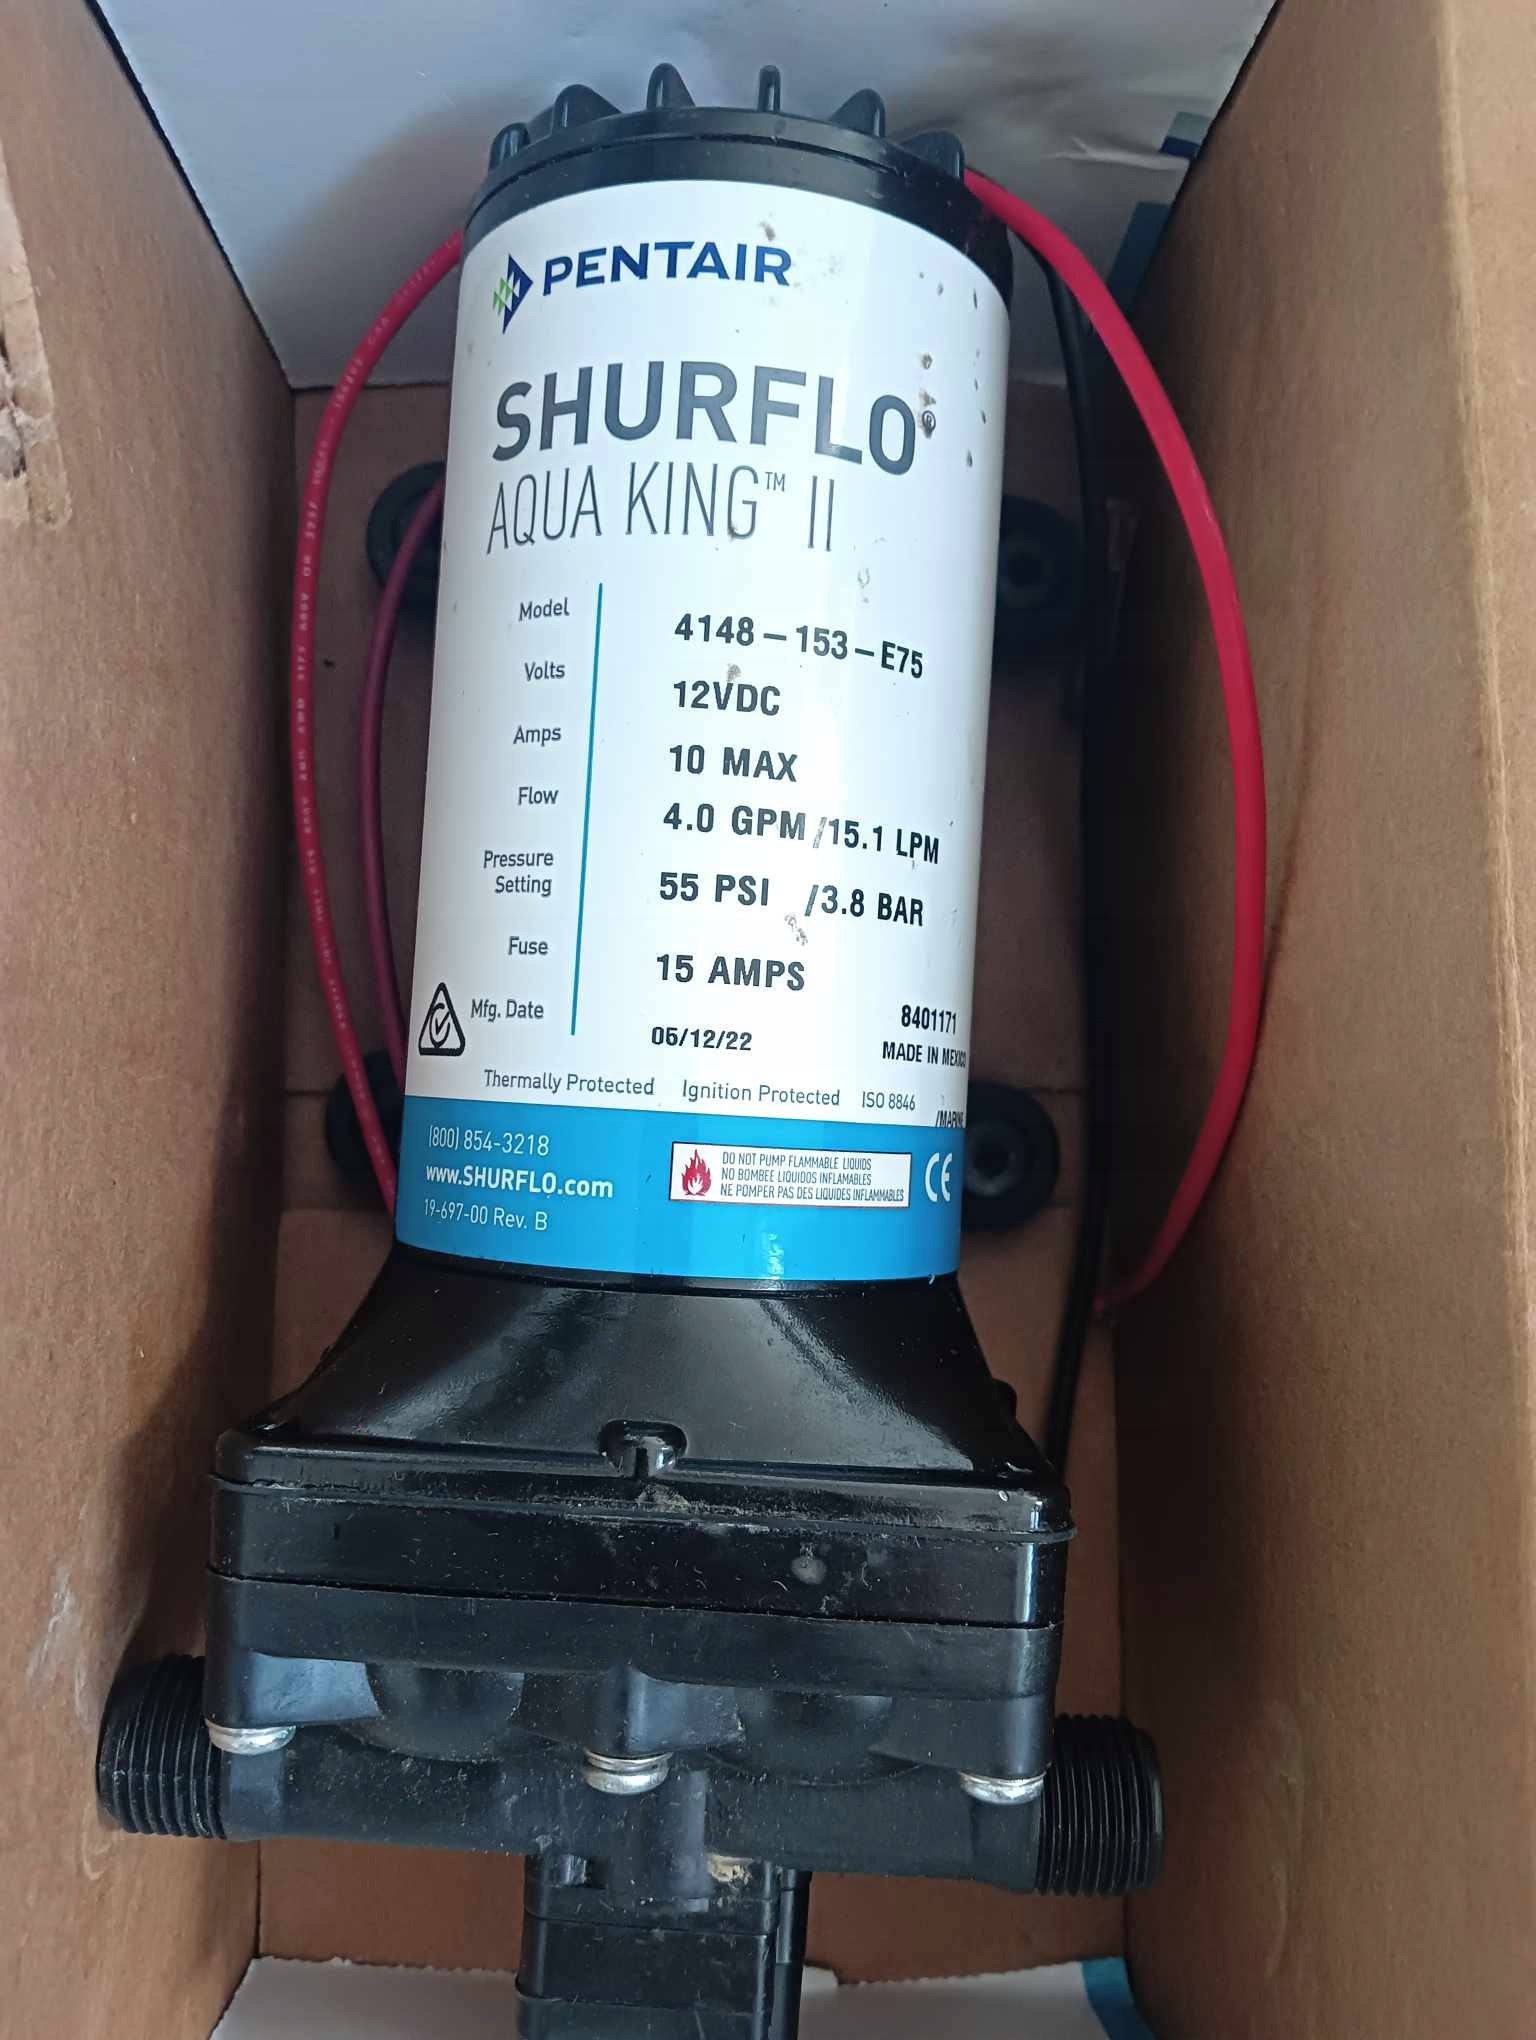 PENTAIR
SHURFLO®
AQUA KING™ II
Model 4148-153-E75
Volts 12VDC
Amps 10 MAX
Flow 4.0 GPM/15.1 LPM
Pressure
Setting 55 PSI /3.8 BAR
Fuse 15 AMPS
Mfg. Date 05/12/22
8401171
MADE IN MEXICO
Thermally Protected Ignition Protected ISO 8846
/MARINE
(800) 854-3218
www.SHURFLO.com
19-697-00 Rev. B
DO NOT PUMP FLAMMABLE LIQUIDS
NO BOMBEE LIQUIDOS INFLAMABLES
NE POMPER PAS DES LIQUIDES INFLAMMABLES
CE